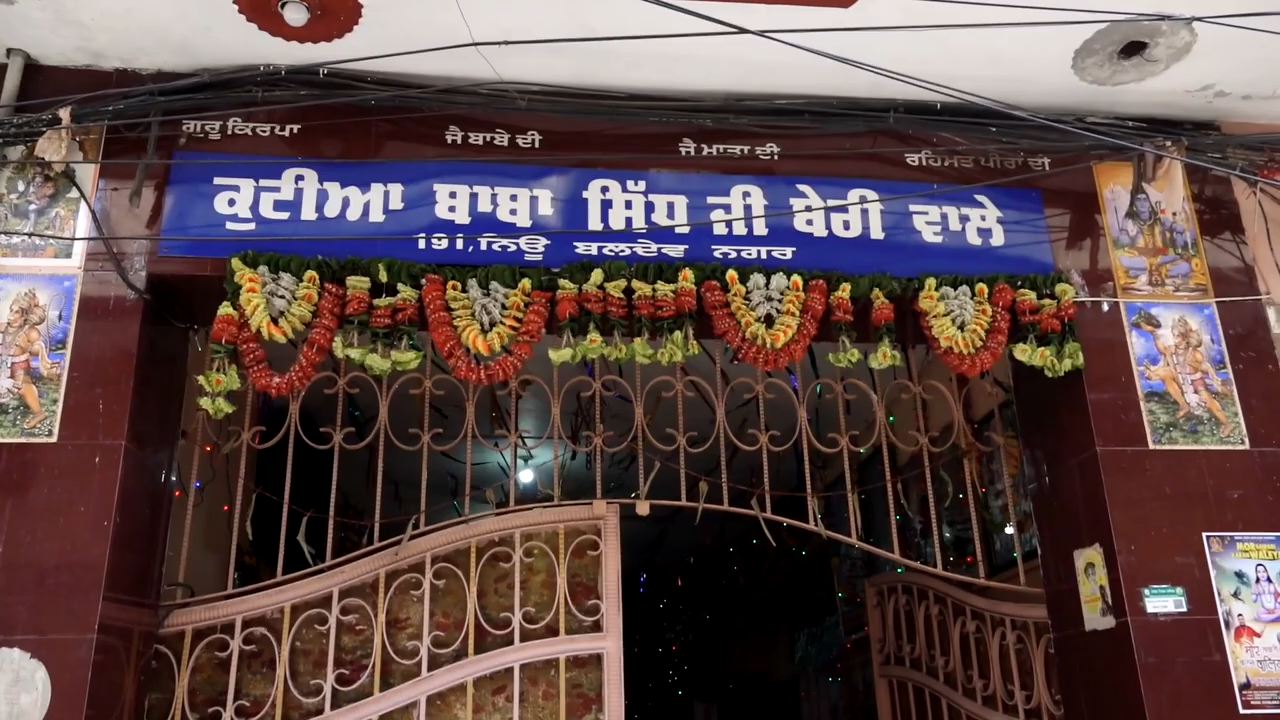 ਗੁਰੂ ਕਿਰਪਾ
ਜੈ ਬਾਬੇ ਦੀ
ਜੈ ਮਾਤਾ ਦੀ
ਰਹਿਮਤ ਪੀਰਾਂ ਦੀ
ਕੁਟੀਆ ਬਾਬਾ ਸਿੱਧ ਜੀ ਬੇਰੀ ਵਾਲੇ
191, ਨਿਊ ਬਲਦੇਵ ਨਗਰ